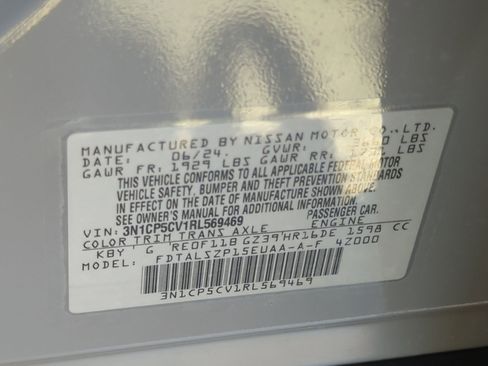 MANUFACTURED BY NISSAN MOTOR CO.,LTD.
DATE: 06/24 GVWR: LBS
GAWR FR: 1929 LBS GAWR RR: LBS
THIS VEHICLE CONFORMS TO ALL APPLICABLE FEDERAL MOTOR
VEHICLE SAFETY, BUMPER AND THEFT PREVENTION STANDARDS
IN EFFECT ON THE DATE OF MANUFACTURE SHOWN ABOVE.
SEE OWNER'S MANUAL
VIN: 3N1CP5CV1RL569469 PASSENGER CAR.
COLOR TRIM TRANS AXLE ENGINE
KBY G RE0F11B GZ39 HR16DE 1598 CC
MODEL: FDTALSZP15EUAA-A-F 4Z000
3N1CP5CV1RL569469